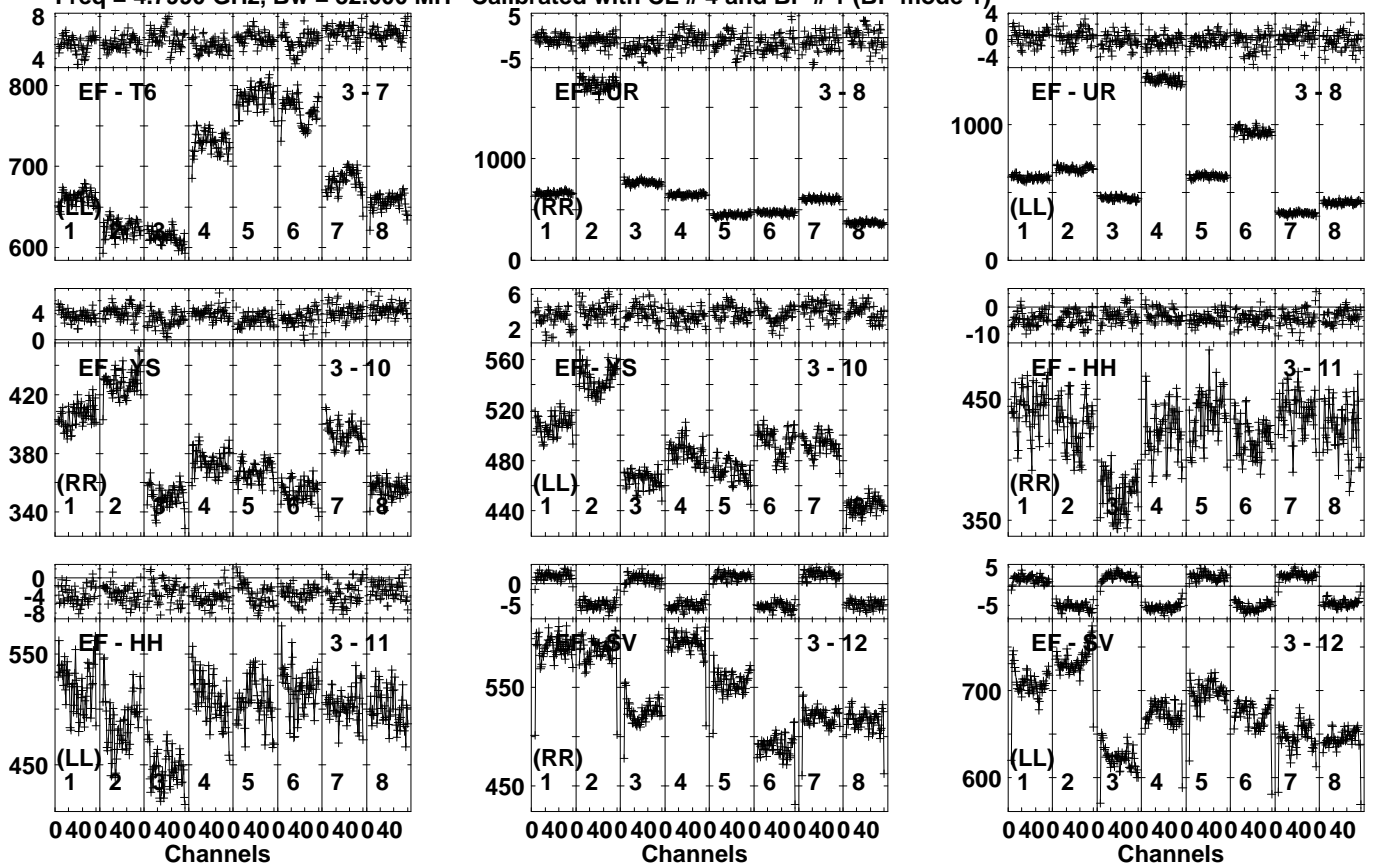 Freq = 4.7990 GHz, Bw = 32.000 MH Calibrated with CL # 4 and BP # 1 (BP mode 1)
8
4
800
700
600
EF - T6 3 - 7
(LL)
1 2 3 4 5 6 7 8
5
-5
1000
0
EF - UR 3 - 8
(RR)
1 2 3 4 5 6 7 8
4
0
-4
1000
0
EF - UR 3 - 8
(LL)
1 2 3 4 5 6 7 8
4
0
420
380
340
EF - YS 3 - 10
(RR)
1 2 3 4 5 6 7 8
6
2
560
520
480
440
EF - YS 3 - 10
(LL)
1 2 3 4 5 6 7 8
0
-10
450
350
EF - HH 3 - 11
(RR)
1 2 3 4 5 6 7 8
0
-4
-8
550
450
EF - HH 3 - 11
(LL)
1 2 3 4 5 6 7 8
0
-5
550
450
EF - SV 3 - 12
(RR)
1 2 3 4 5 6 7 8
5
-5
700
600
EF - SV 3 - 12
(LL)
1 2 3 4 5 6 7 8
0 40 0 40 0 40 0 40 0 40 0 40 0 40 0 40
Channels
0 40 0 40 0 40 0 40 0 40 0 40 0 40 0 40
Channels
0 40 0 40 0 40 0 40 0 40 0 40 0 40 0 40
Channels